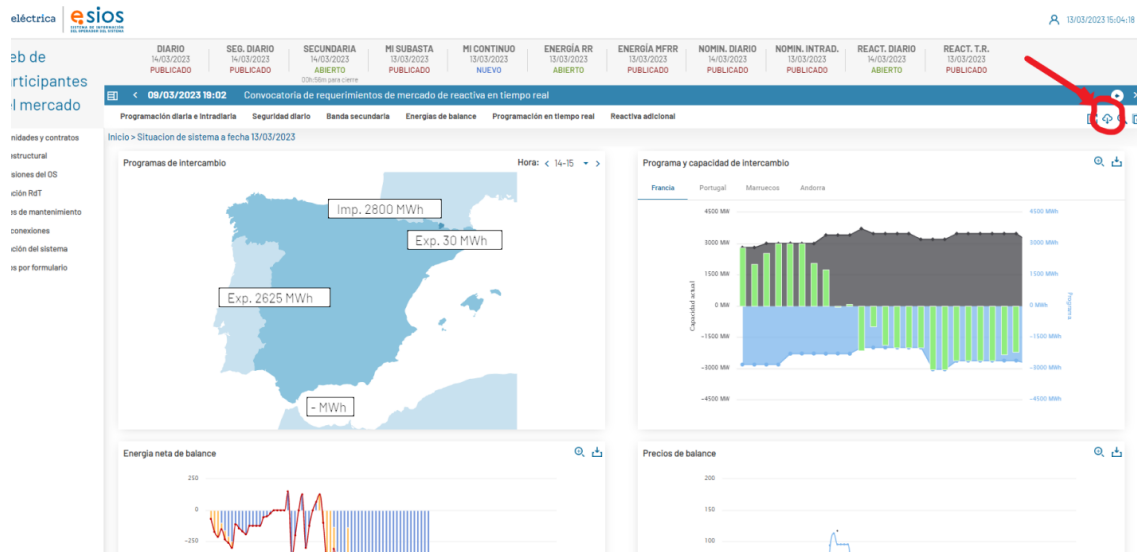 eléctrica
esios
SISTEMA DE INFORMACIÓN
DEL OPERADOR DEL SISTEMA
13/03/2023 15:04:18
eb de
articipantes
el mercado
DIARIO
14/03/2023
PUBLICADO
SEG. DIARIO
14/03/2023
PUBLICADO
SECUNDARIA
14/03/2023
ABIERTO
00h:56m para cierre
MI SUBASTA
13/03/2023
PUBLICADO
MI CONTINUO
13/03/2023
NUEVO
ENERGÍA RR
13/03/2023
ABIERTO
ENERGÍA MFRR
13/03/2023
PUBLICADO
NOMIN. DIARIO
14/03/2023
PUBLICADO
NOMIN. INTRAD.
13/03/2023
PUBLICADO
REACT. DIARIO
14/03/2023
ABIERTO
REACT. T.R.
13/03/2023
PUBLICADO
09/03/2023 19:02 Convocatoria de requerimientos de mercado de reactiva en tiempo real
Programación diaria e Intradiaria Seguridad diario Banda secundaria Energías de balance Programación en tiempo real Reactiva adicional
Inicio > Situacion de sistema a fecha 13/03/2023
nidades y contratos
estructural
siones del OS
ción RdT
es de mantenimiento
conexiones
ción del sistema
os por formulario
Programas de intercambio
Hora: < 14-15 >
Imp. 2800 MWh
Exp. 30 MWh
Exp. 2625 MWh
- MWh
Programa y capacidad de intercambio
Francia Portugal Marruecos Andorra
4500 MW
3000 MW
1500 MW
0 MW
-1500 MW
-3000 MW
-4500 MW
Capacidad actual
4500 MWh
3000 MWh
1500 MWh
0 MWh
-1500 MWh
-3000 MWh
-4500 MWh
Programa
Energía neta de balance
250
0
-250
Precios de balance
200
150
100